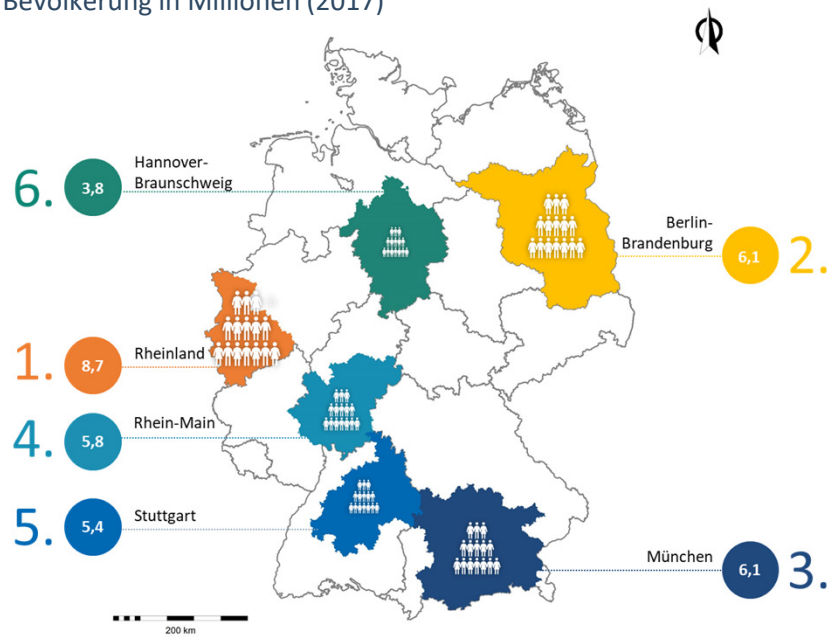 Bevölkerung in Millionen (2017)
6.
3,8
Hannover-
Braunschweig
Berlin-
Brandenburg
6,1
2.
1.
8,7
Rheinland
4.
5,8
Rhein-Main
5.
5,4
Stuttgart
München
6,1
3.
200 km